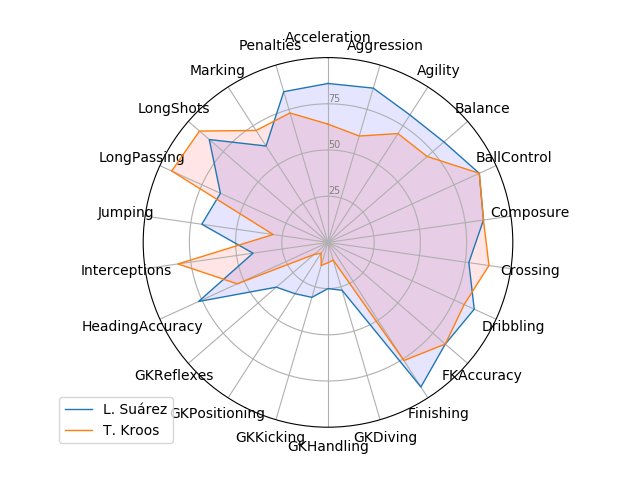 Acceleration
Penalties
Aggression
Marking
Agility
LongShots
Balance
75
LongPassing
BallControl
50
25
Jumping
Composure
Interceptions
Crossing
HeadingAccuracy
Dribbling
GKReflexes
FKAccuracy
GKPositioning
Finishing
GKKicking
GKDiving
GKHandling
L. Suárez
T. Kroos